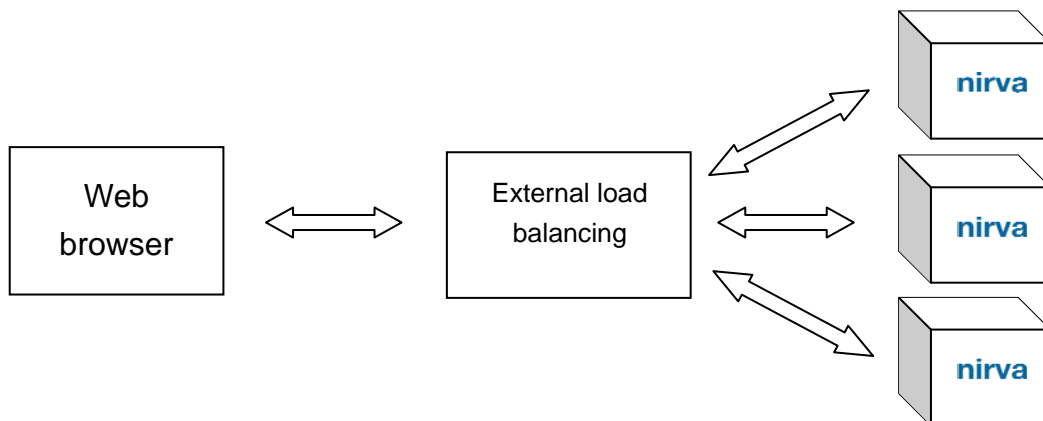 Web
browser
External load
balancing
nirva
nirva
nirva